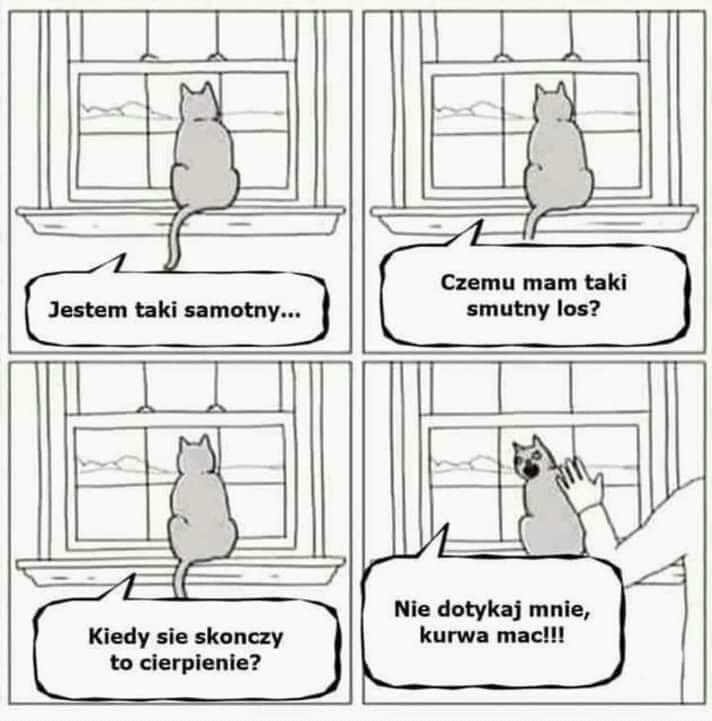 Jestem taki samotny...
Czemu mam taki
smutny los?
Kiedy sie skonczy
to cierpienie?
Nie dotykaj mnie,
kurwa mac!!!